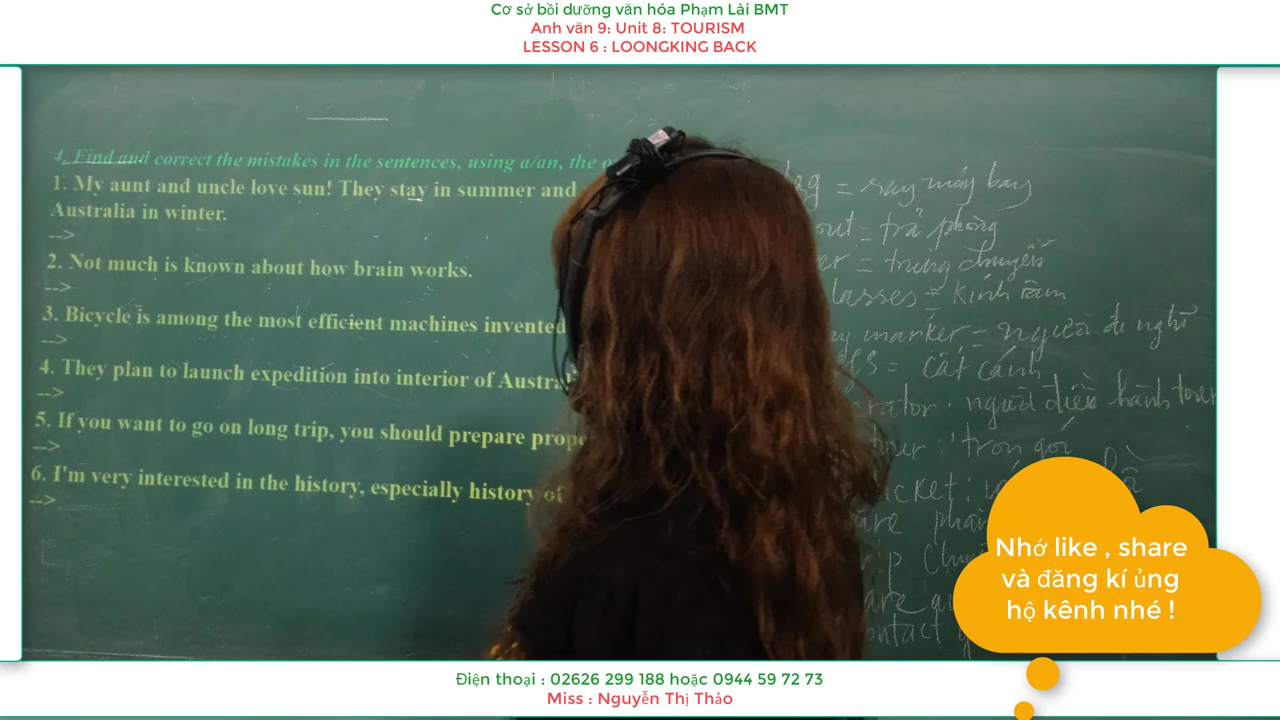 Cơ sở bồi dưỡng văn hóa Phạm Lài BMT
Anh văn 9: Unit 8: TOURISM
LESSON 6 : LOONGKING BACK
4. Find and correct the mistakes in the sentences, using a/an, the
1. My aunt and uncle love sun! They stay in summer and
Australia in winter.
-->
2. Not much is known about how brain works.
-->
3. Bicycle is among the most efficient machines invented
-->
4. They plan to launch expedition into interior of
-->
5. If you want to go on long trip, you should prepare
-->
6. I'm very interested in the history, especially history of
-->
= say máy bay
= trả phòng
= trung chuyển
= kính râm
marker - người đi nghỉ
= cất cánh
người điều hành tour
: trọn gói
Nhớ like , share
và đăng kí ủng
hộ kênh nhé !
Điện thoại : 02626 299 188 hoặc 0944 59 72 73
Miss : Nguyễn Thị Thảo